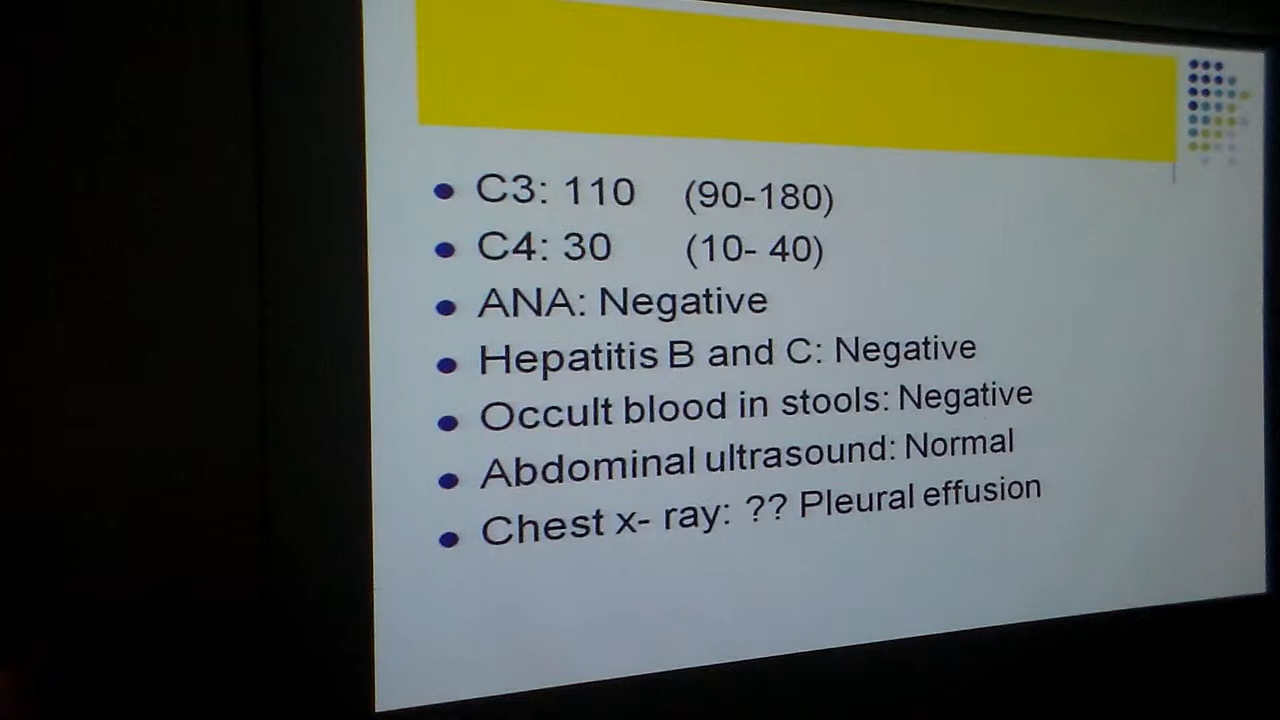 C3: 110 (90-180)
C4: 30 (10- 40)
ANA: Negative
Hepatitis B and C: Negative
Occult blood in stools: Negative
Abdominal ultrasound: Normal
Chest x- ray: ?? Pleural effusion